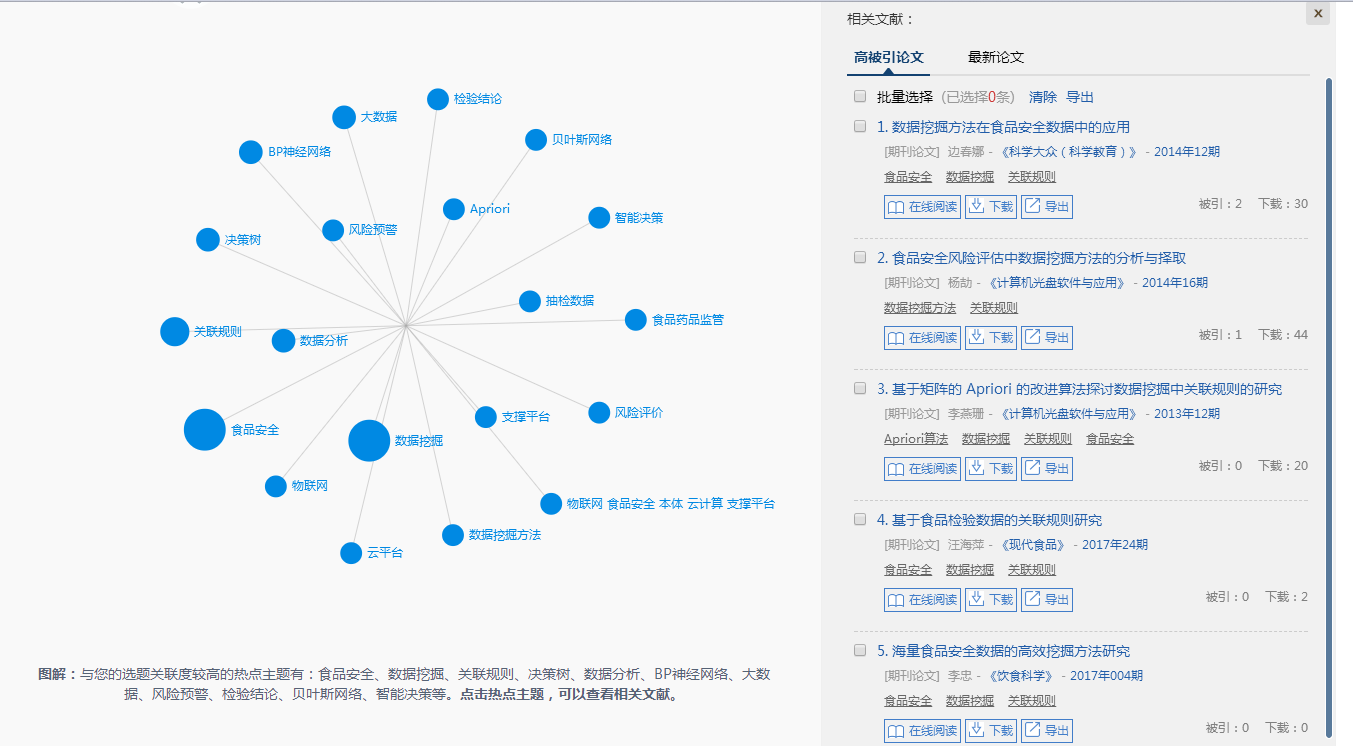 检验结论
大数据
贝叶斯网络
BP神经网络
Apriori
智能决策
风险预警
决策树
抽检数据
食品药品监管
关联规则
数据分析
风险评价
支撑平台
食品安全
数据挖掘
物联网
物联网 食品安全 本体 云计算 支撑平台
数据挖掘方法
云平台
图解：与您的选题关联度较高的热点主题有：食品安全、数据挖掘、关联规则、决策树、数据分析、BP神经网络、大数
据、风险预警、检验结论、贝叶斯网络、智能决策等。点击热点主题，可以查看相关文献。
相关文献：
x
高被引论文 最新论文
批量选择 (已选择0条) 清除 导出
1. 数据挖掘方法在食品安全数据中的应用
[期刊论文] 边春娜 - 《科学大众（科学教育）》 - 2014年12期
食品安全 数据挖掘 关联规则
在线阅读 下载 导出 被引：2 下载：30
2. 食品安全风险评估中数据挖掘方法的分析与择取
[期刊论文] 杨劼 - 《计算机光盘软件与应用》 - 2014年16期
数据挖掘方法 关联规则
在线阅读 下载 导出 被引：1 下载：44
3. 基于矩阵的 Apriori 的改进算法探讨数据挖掘中关联规则的研究
[期刊论文] 李燕珊 - 《计算机光盘软件与应用》 - 2013年12期
Apriori算法 数据挖掘 关联规则 食品安全
在线阅读 下载 导出 被引：0 下载：20
4. 基于食品检验数据的关联规则研究
[期刊论文] 汪海萍 - 《现代食品》 - 2017年24期
食品安全 数据挖掘 关联规则
在线阅读 下载 导出 被引：0 下载：2
5. 海量食品安全数据的高效挖掘方法研究
[期刊论文] 李忠 - 《饮食科学》 - 2017年004期
食品安全 数据挖掘 关联规则
在线阅读 下载 导出 被引：0 下载：0